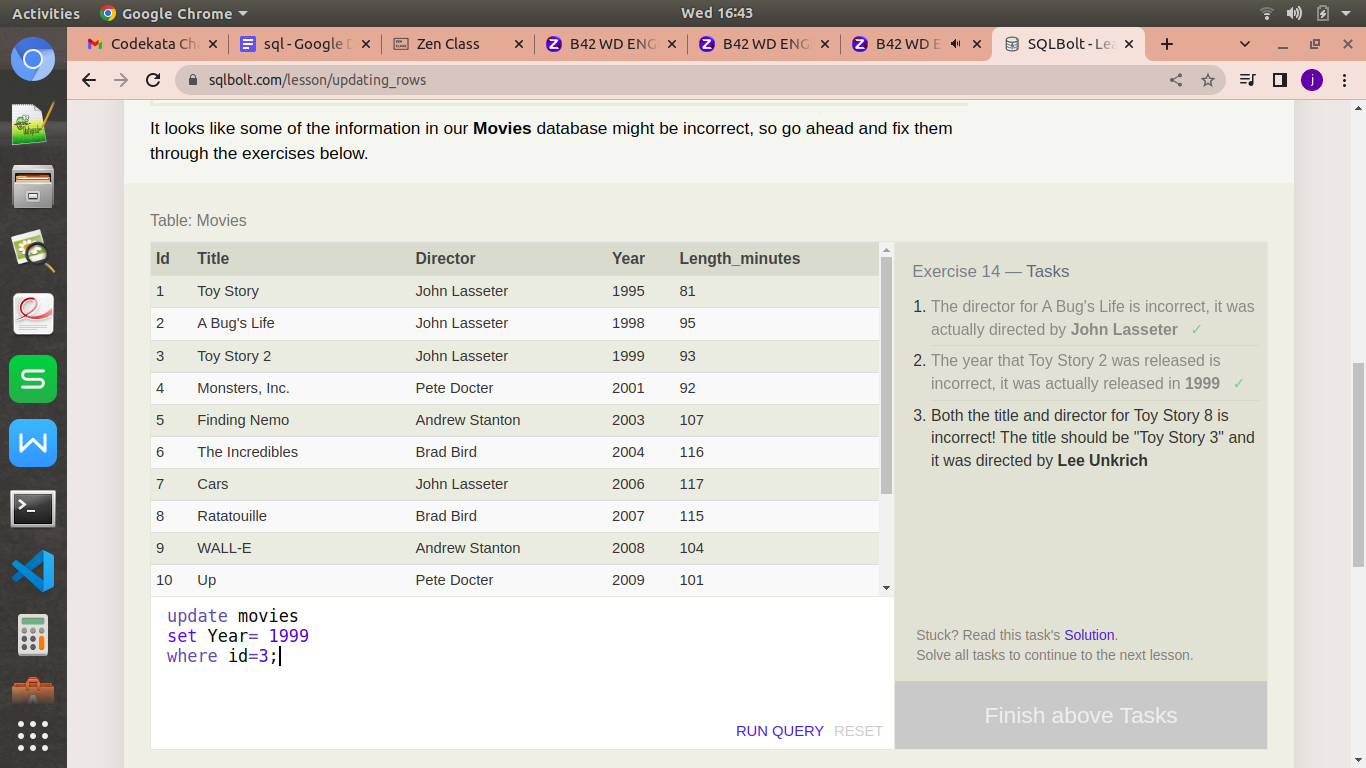 Activities Google Chrome Wed 16:43
Codekata Ch sql - Google D Zen Class B42 WD ENG B42 WD ENG B42 WD E SQLBolt - Lea
sqlbolt.com/lesson/updating_rows j
It looks like some of the information in our Movies database might be incorrect, so go ahead and fix them
through the exercises below.
Table: Movies
Id Title Director Year Length_minutes
1 Toy Story John Lasseter 1995 81
2 A Bug's Life John Lasseter 1998 95
3 Toy Story 2 John Lasseter 1999 93
4 Monsters, Inc. Pete Docter 2001 92
5 Finding Nemo Andrew Stanton 2003 107
6 The Incredibles Brad Bird 2004 116
7 Cars John Lasseter 2006 117
8 Ratatouille Brad Bird 2007 115
9 WALL-E Andrew Stanton 2008 104
10 Up Pete Docter 2009 101
update movies
set Year= 1999
where id=3;
RUN QUERY RESET
Exercise 14 — Tasks
1. The director for A Bug's Life is incorrect, it was
actually directed by John Lasseter ✓
2. The year that Toy Story 2 was released is
incorrect, it was actually released in 1999 ✓
3. Both the title and director for Toy Story 8 is
incorrect! The title should be "Toy Story 3" and
it was directed by Lee Unkrich
Stuck? Read this task's Solution.
Solve all tasks to continue to the next lesson.
Finish above Tasks